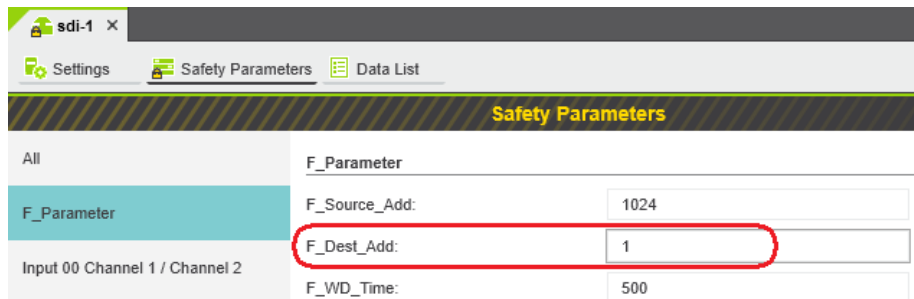 sdi-1 ×
Settings Safety Parameters Data List
Safety Parameters
All
F_Parameter
F_Parameter
F_Source_Add: 1024
F_Dest_Add: 1
Input 00 Channel 1 / Channel 2
F_WD_Time: 500